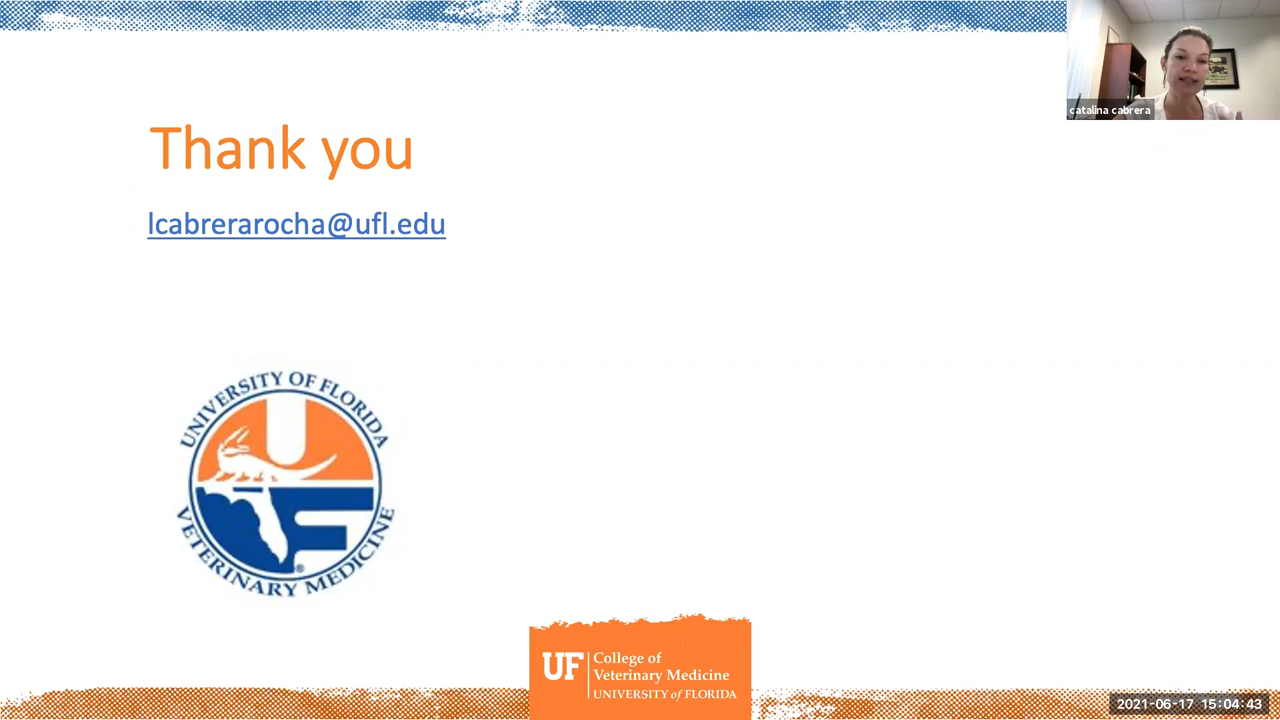 catalina cabrera
Thank you
lcabrerarocha@ufl.edu
UNIVERSITY OF FLORIDA
U
F
®
VETERINARY MEDICINE
UF
College of
Veterinary Medicine
UNIVERSITY of FLORIDA
2021-06-17 15:04:43